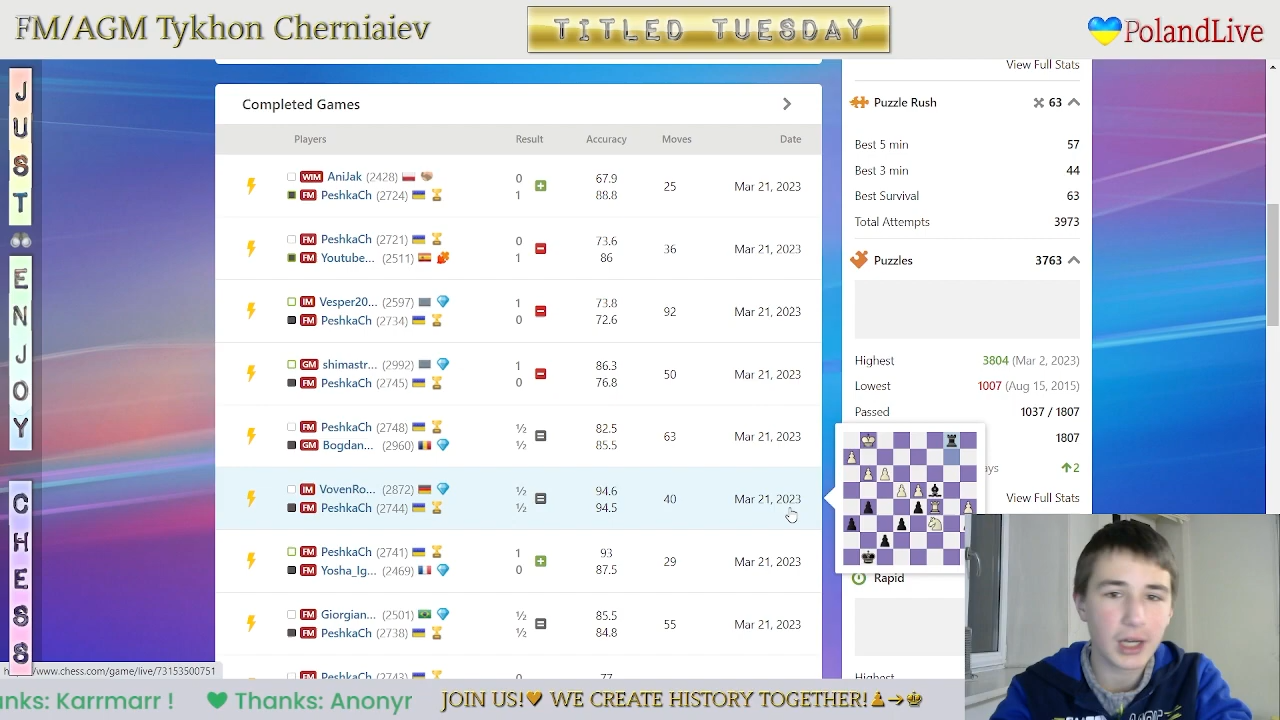 FM/AGM Tykhon Cherniaiev
TITLED TUESDAY
PolandLive
JUST
ENJOY
CHESS
Completed Games
Players Result Accuracy Moves Date
WIM AniJak (2428) 0 67.9
FM PeshkaCh (2724) 1 88.8
25 Mar 21, 2023
FM PeshkaCh (2721) 0 73.6
FM Youtube... (2511) 1 86
36 Mar 21, 2023
IM Vesper20... (2597) 1 73.8
FM PeshkaCh (2734) 0 72.6
92 Mar 21, 2023
GM shimastr... (2992) 1 86.3
FM PeshkaCh (2745) 0 76.8
50 Mar 21, 2023
FM PeshkaCh (2748) ½ 82.5
GM Bogdan... (2960) ½ 85.5
63 Mar 21, 2023
IM VovenRo... (2872) ½ 94.6
FM PeshkaCh (2744) ½ 94.5
40 Mar 21, 2023
FM PeshkaCh (2741) 1 93
FM Yosha_Ig... (2469) 0 87.5
29 Mar 21, 2023
FM Giorgian... (2501) ½ 85.5
FM PeshkaCh (2738) ½ 84.8
55 Mar 21, 2023
FM PeshkaCh (2743) 77
View Full Stats
Puzzle Rush 63
Best 5 min 57
Best 3 min 44
Best Survival 63
Total Attempts 3973
Puzzles 3763
Highest 3804 (Mar 2, 2023)
Lowest 1007 (Aug 15, 2015)
Passed 1037 / 1807
1807
ays 2
View Full Stats
Rapid
www.chess.com/game/live/73153500751
nks: Karrmarr ! Thanks: Anonyr
JOIN US! WE CREATE HISTORY TOGETHER!